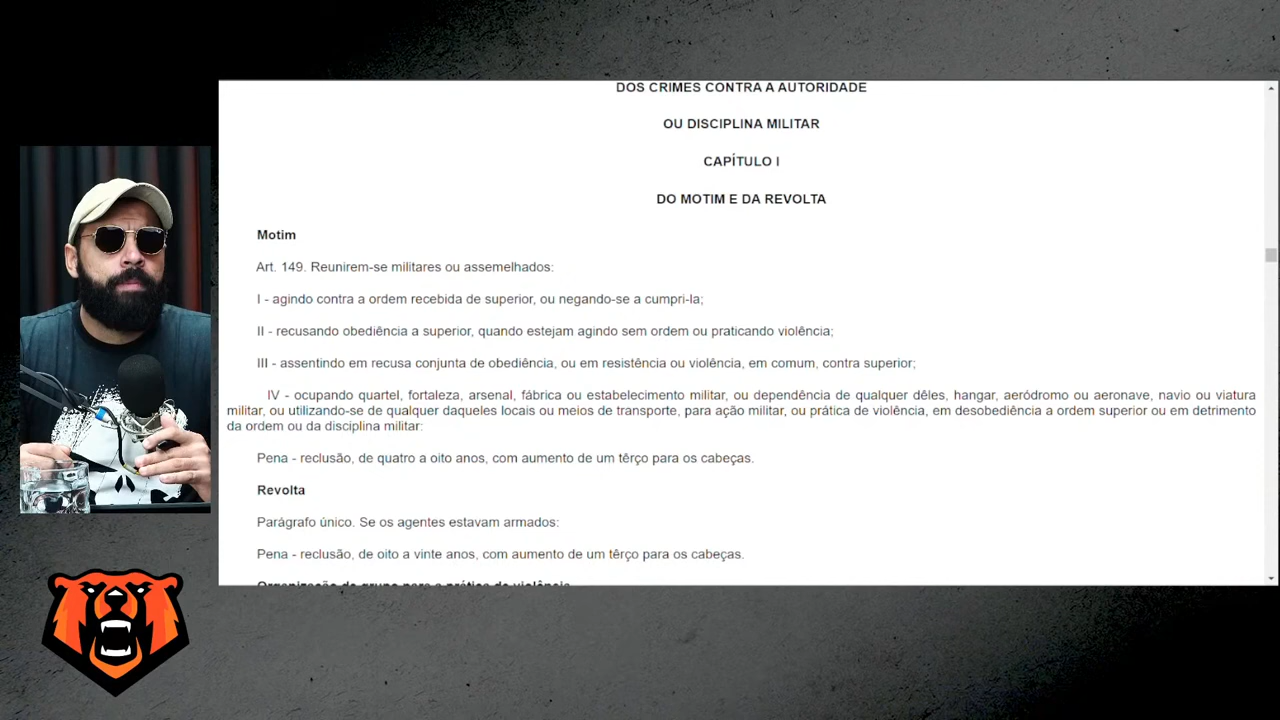 DOS CRIMES CONTRA A AUTORIDADE
OU DISCIPLINA MILITAR
CAPÍTULO I
DO MOTIM E DA REVOLTA
Motim
Art. 149. Reunirem-se militares ou assemelhados:
I - agindo contra a ordem recebida de superior, ou negando-se a cumpri-la;
II - recusando obediência a superior, quando estejam agindo sem ordem ou praticando violência;
III - assentindo em recusa conjunta de obediência, ou em resistência ou violência, em comum, contra superior;
IV - ocupando quartel, fortaleza, arsenal, fábrica ou estabelecimento militar, ou dependência de qualquer dêles, hangar, aeródromo ou aeronave, navio ou viatura
militar, ou utilizando-se de qualquer daqueles locais ou meios de transporte, para ação militar, ou prática de violência, em desobediência a ordem superior ou em detrimento
da ordem ou da disciplina militar:
Pena - reclusão, de quatro a oito anos, com aumento de um têrço para os cabeças.
Revolta
Parágrafo único. Se os agentes estavam armados:
Pena - reclusão, de oito a vinte anos, com aumento de um têrço para os cabeças.
Organização de grupo para a prática de violência